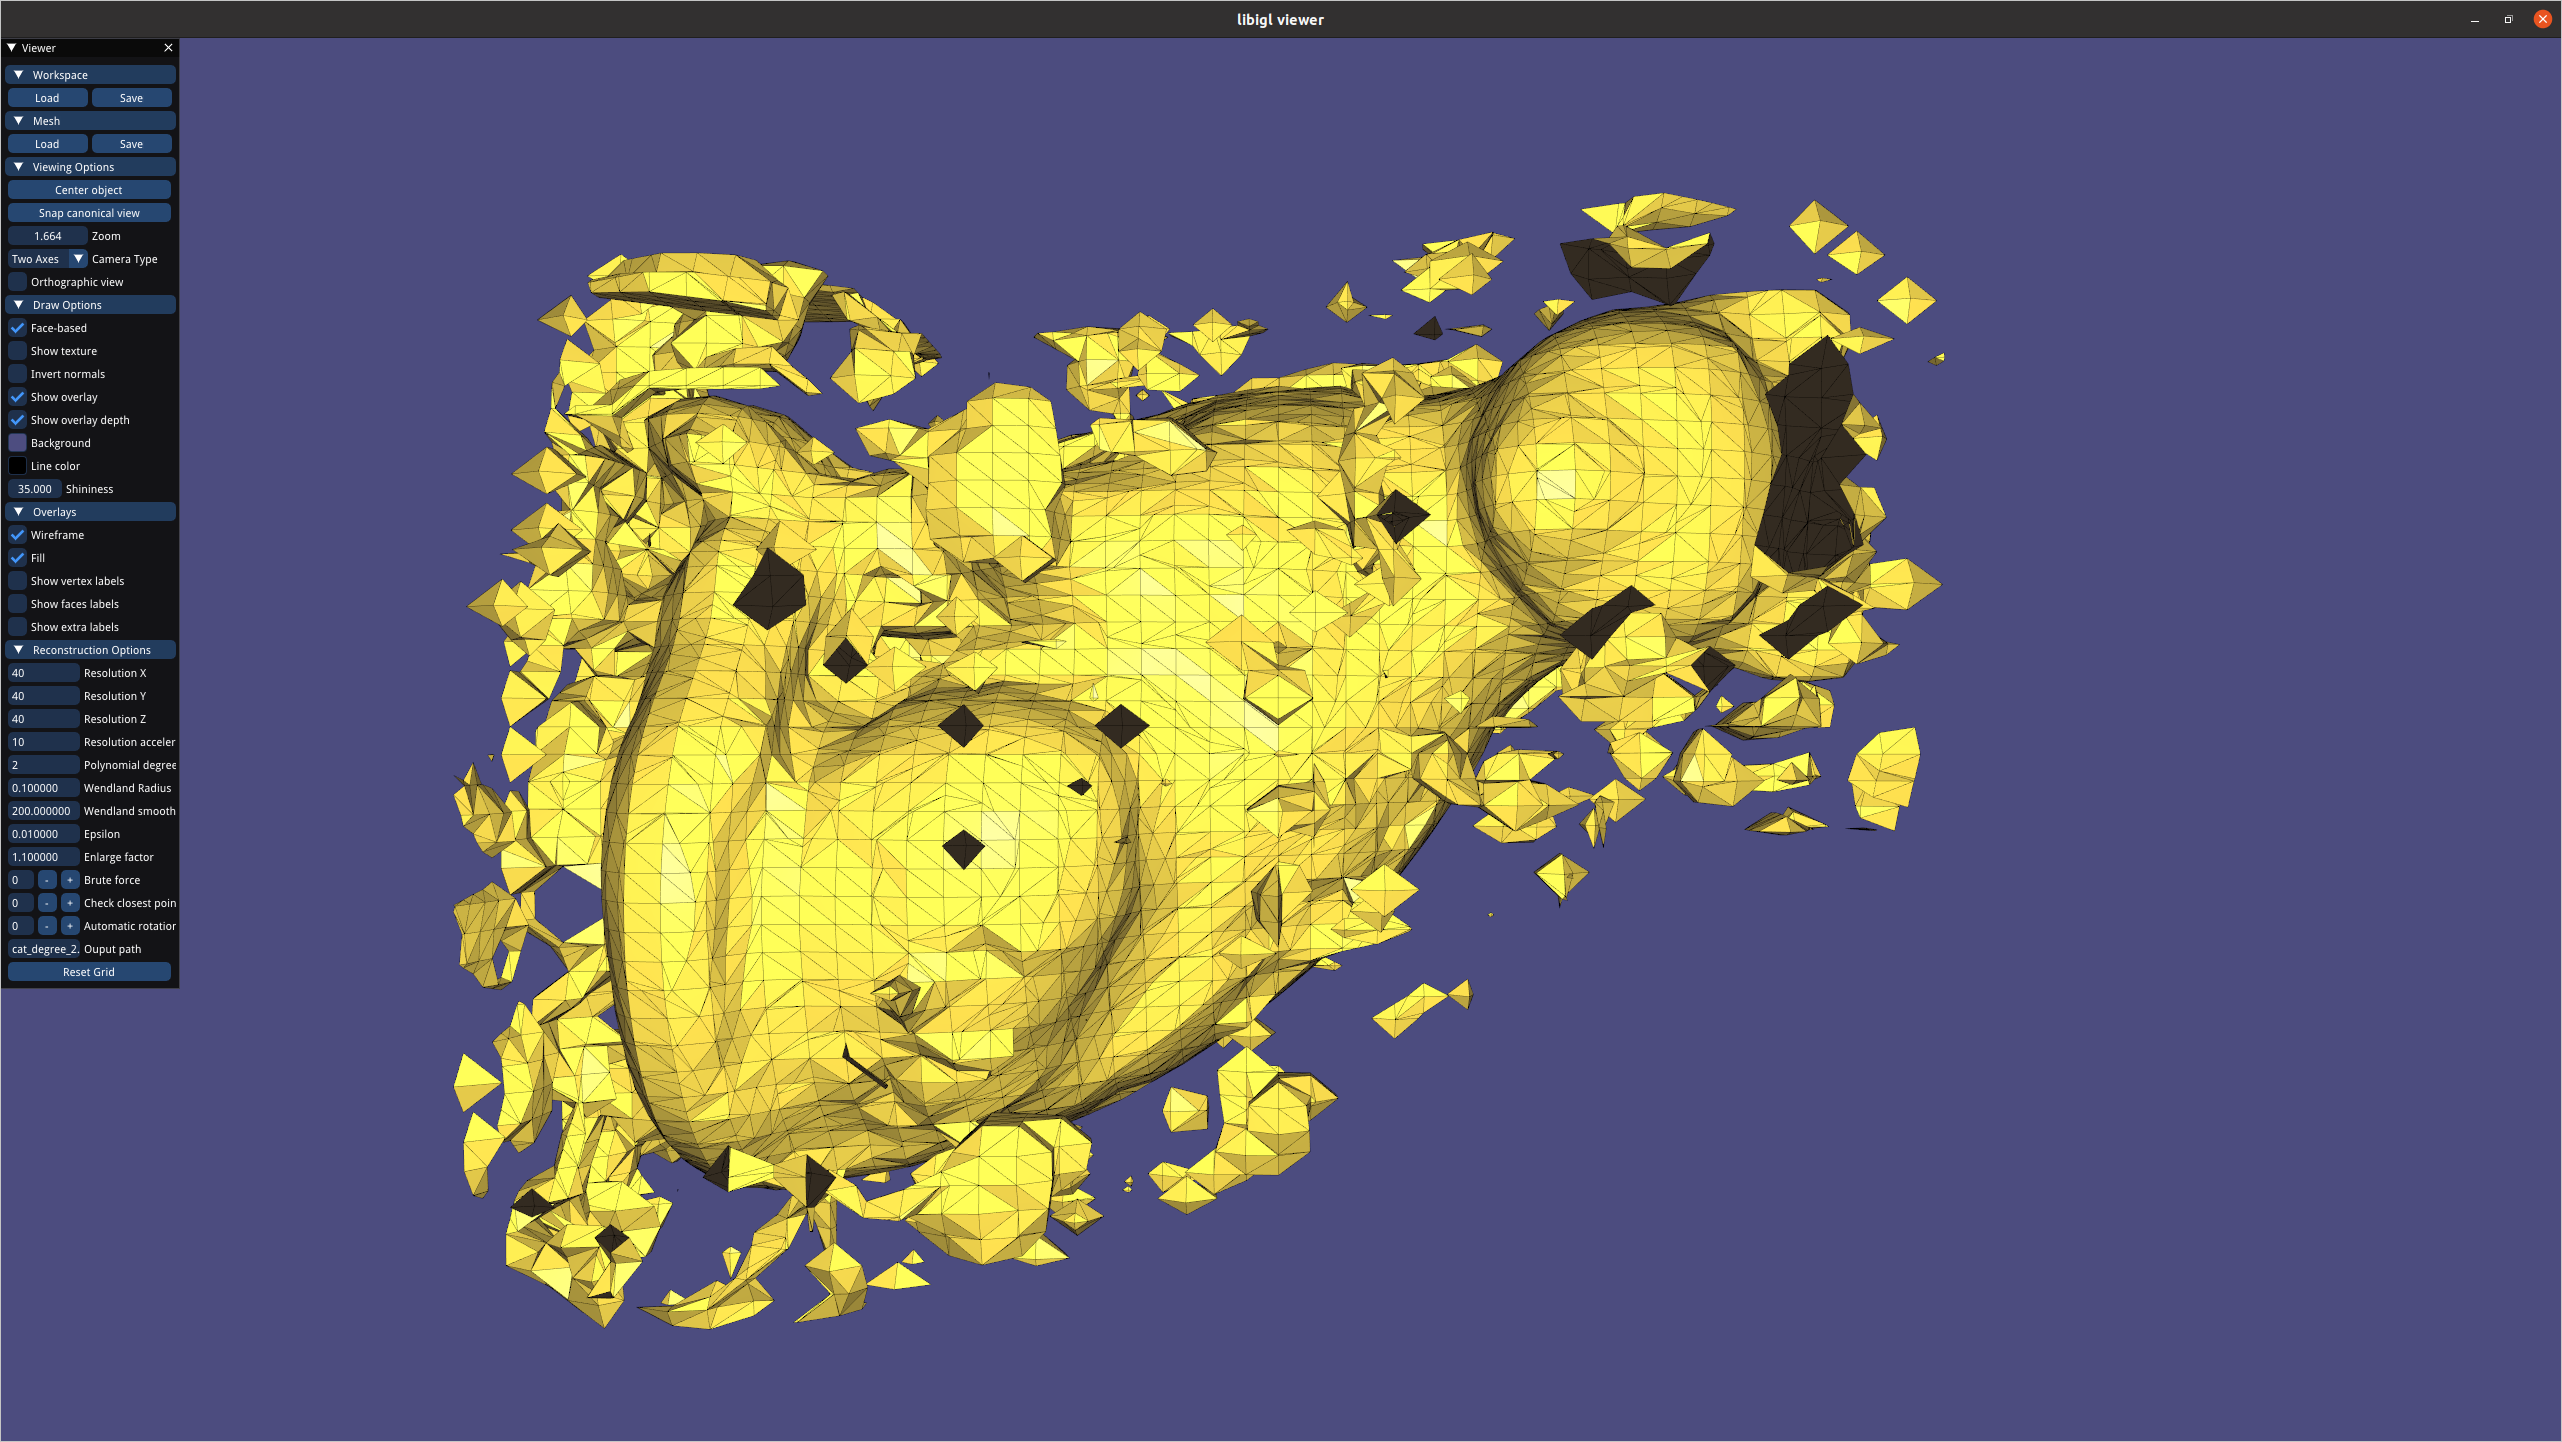 libigl viewer
Viewer
Workspace
Load Save
Mesh
Load Save
Viewing Options
Center object
Snap canonical view
1.664 Zoom
Two Axes Camera Type
Orthographic view
Draw Options
Face-based
Show texture
Invert normals
Show overlay
Show overlay depth
Background
Line color
35.000 Shininess
Overlays
Wireframe
Fill
Show vertex labels
Show faces labels
Show extra labels
Reconstruction Options
40 Resolution X
40 Resolution Y
40 Resolution Z
10 Resolution acceler
2 Polynomial degree
0.100000 Wendland Radius
200.000000 Wendland smooth
0.010000 Epsilon
1.100000 Enlarge factor
0 - + Brute force
0 - + Check closest poin
0 - + Automatic rotation
cat_degree_2. Ouput path
Reset Grid